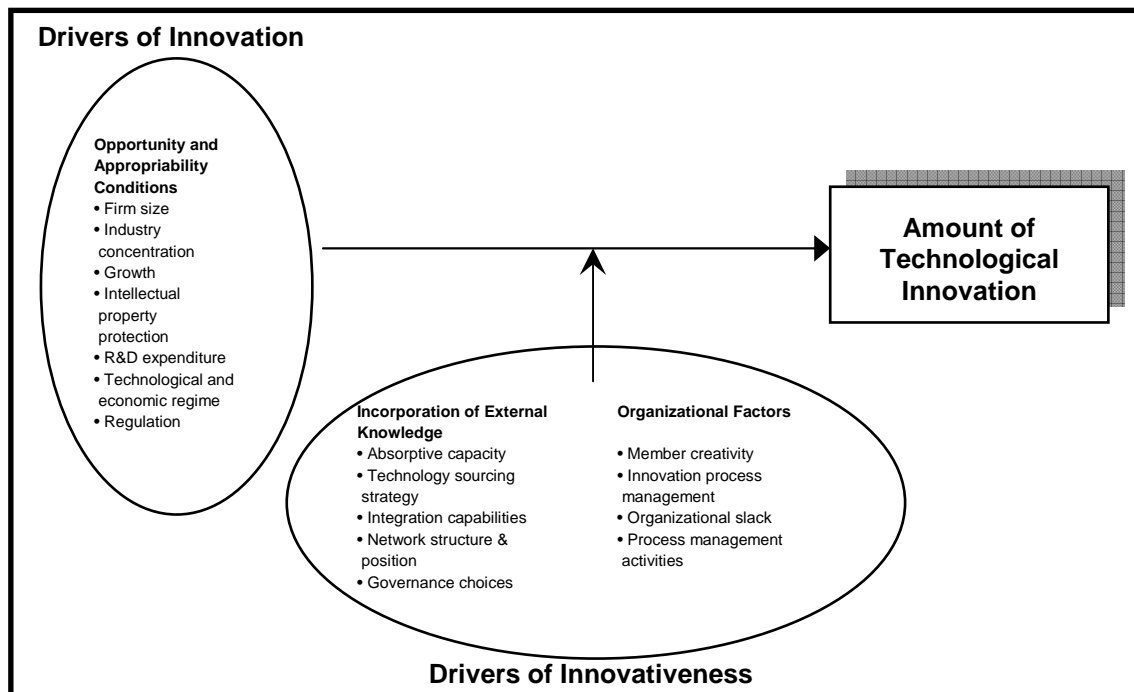 Drivers of Innovation
Opportunity and
Appropriability
Conditions
• Firm size
• Industry
concentration
• Growth
• Intellectual
property
protection
• R&D expenditure
• Technological and
economic regime
• Regulation
Amount of
Technological
Innovation
Incorporation of External
Knowledge
• Absorptive capacity
• Technology sourcing
strategy
• Integration capabilities
• Network structure &
position
• Governance choices
Organizational Factors
• Member creativity
• Innovation process
management
• Organizational slack
• Process management
activities
Drivers of Innovativeness